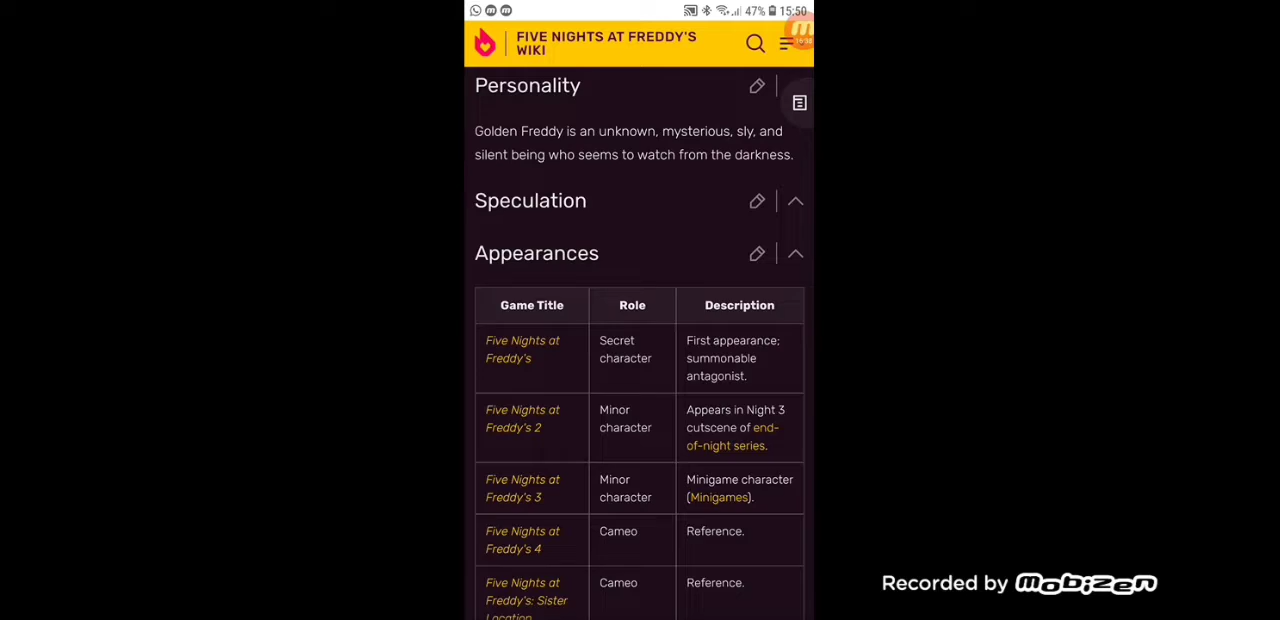 47% 15:50
FIVE NIGHTS AT FREDDY'S
WIKI
Personality
Golden Freddy is an unknown, mysterious, sly, and
silent being who seems to watch from the darkness.
Speculation
Appearances
Game Title Role Description
Five Nights at
Freddy's
Secret
character
First appearance;
summonable
antagonist.
Five Nights at
Freddy's 2
Minor
character
Appears in Night 3
cutscene of end-
of-night series.
Five Nights at
Freddy's 3
Minor
character
Minigame character
(Minigames).
Five Nights at
Freddy's 4
Cameo
Reference.
Five Nights at
Freddy's: Sister
Location
Cameo
Reference.
Recorded by mobizen